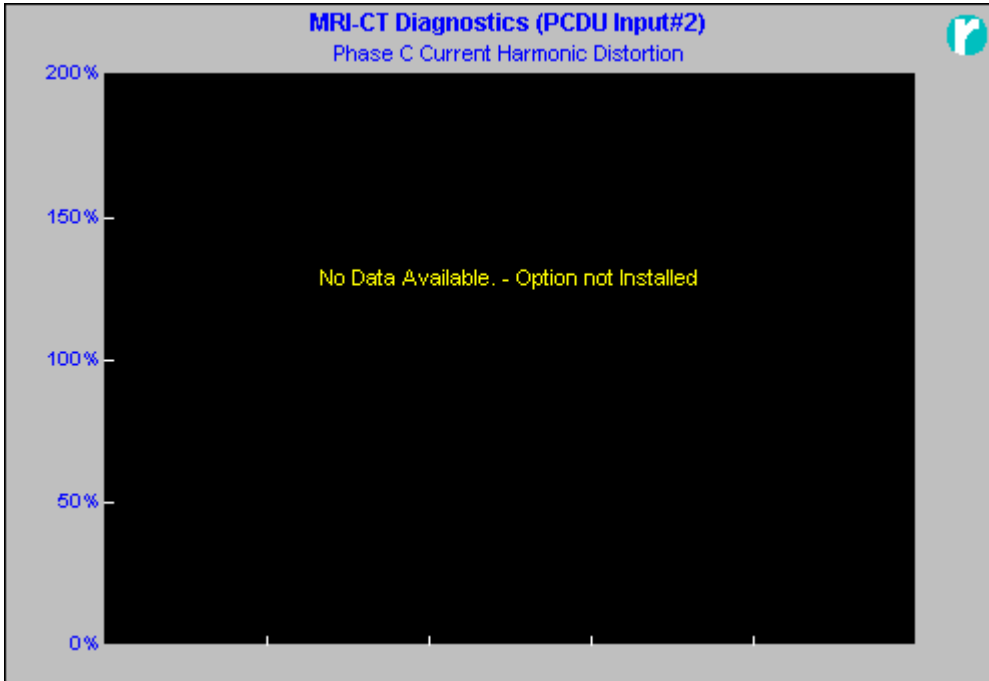 MRI-CT Diagnostics (PCDU Input#2)
Phase C Current Harmonic Distortion
200%
150%
No Data Available. - Option not Installed
100%
50%
0%